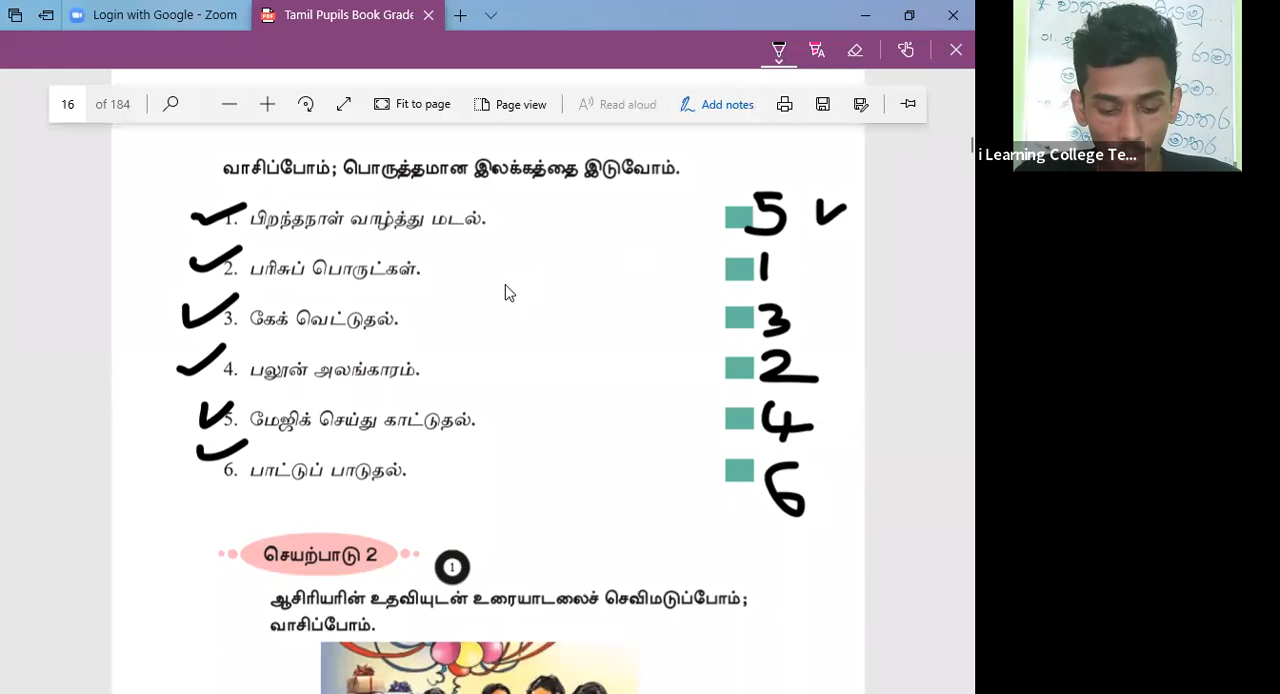 Login with Google - Zoom
Tamil Pupils Book Grade
16 of 184
Fit to page
Page view
Read aloud
Add notes
i Learning College Te...
வாசிப்போம்; பொருத்தமான இலக்கத்தை இடுவோம்.
1. பிறந்தநாள் வாழ்த்து மடல். 5
2. பரிசுப் பொருட்கள். 1
3. கேக் வெட்டுதல். 3
4. பலூன் அலங்காரம். 2
5. மேஜிக் செய்து காட்டுதல். 4
6. பாட்டுப் பாடுதல். 6
செயற்பாடு 2
1
ஆசிரியரின் உதவியுடன் உரையாடலைச் செவிமடுப்போம்;
வாசிப்போம்.